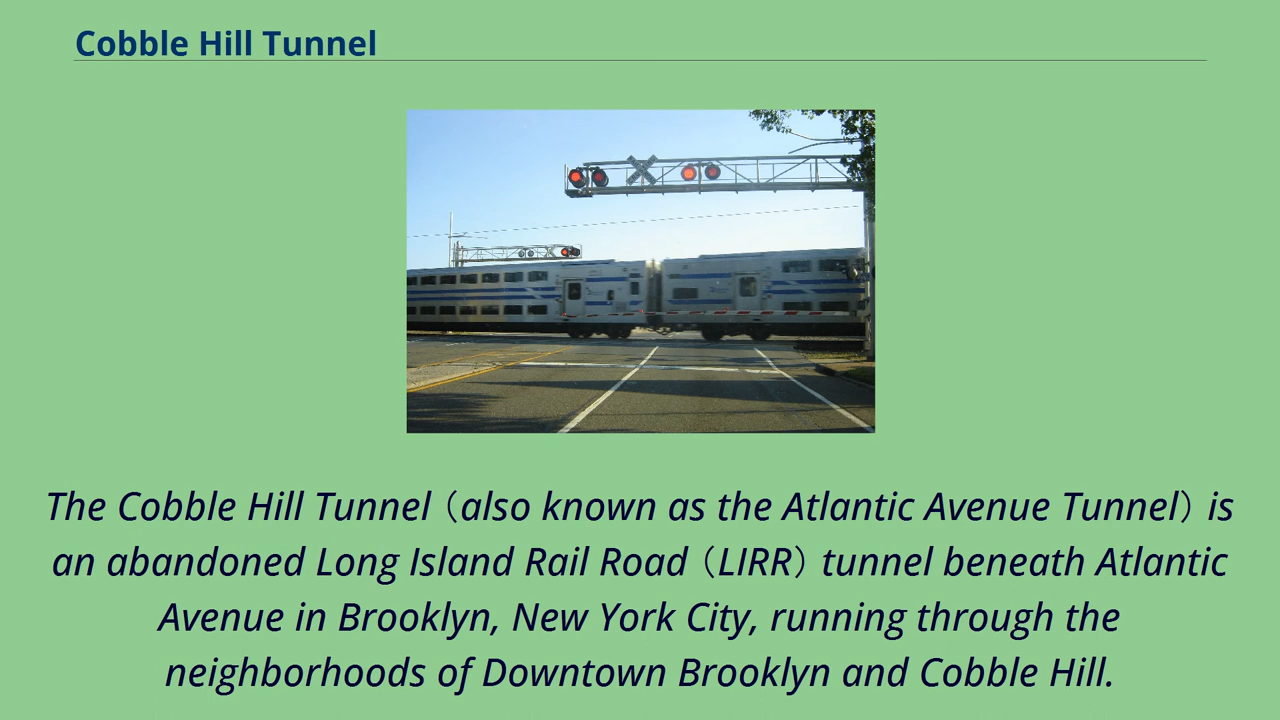 Cobble Hill Tunnel
The Cobble Hill Tunnel (also known as the Atlantic Avenue Tunnel) is
an abandoned Long Island Rail Road (LIRR) tunnel beneath Atlantic
Avenue in Brooklyn, New York City, running through the
neighborhoods of Downtown Brooklyn and Cobble Hill.